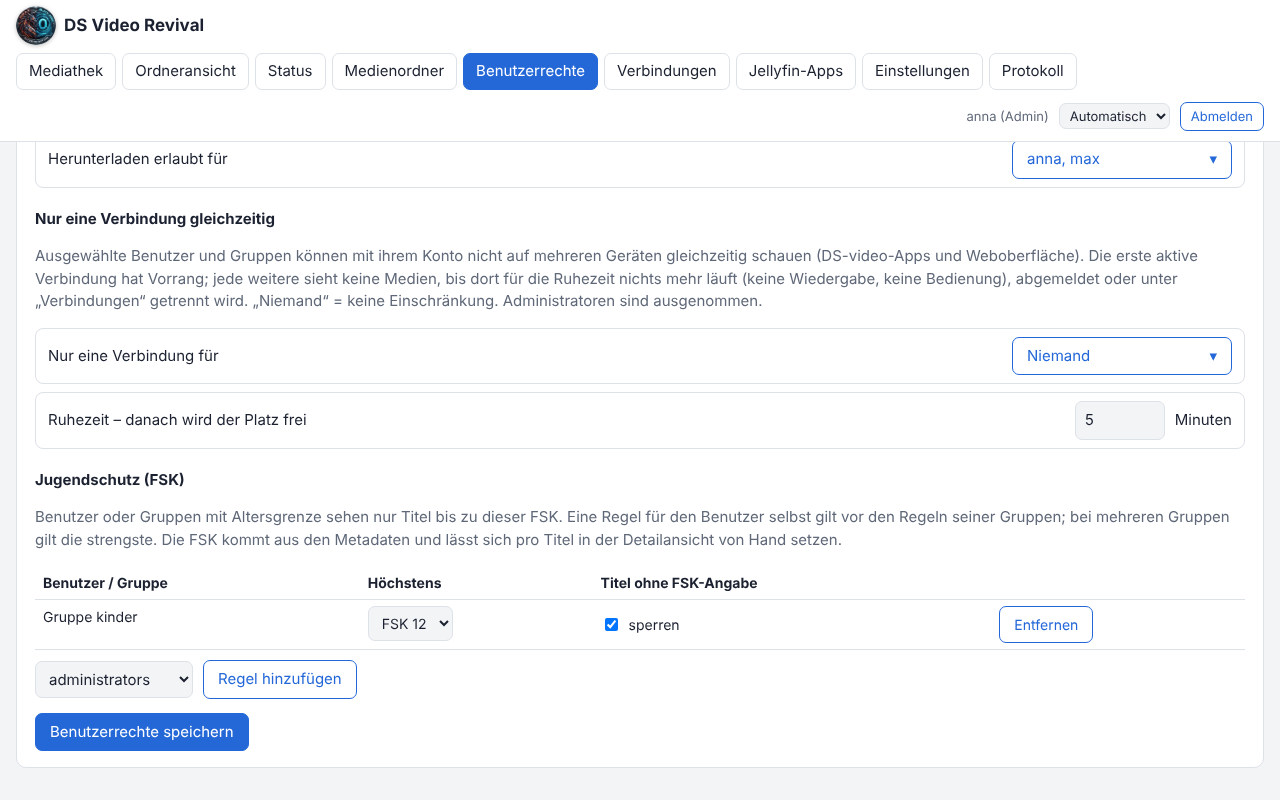 DS Video Revival
Mediathek Ordneransicht Status Medienordner Benutzerrechte Verbindungen Jellyfin-Apps Einstellungen Protokoll
anna (Admin) Automatisch Abmelden
Herunterladen erlaubt für anna, max ▾
Nur eine Verbindung gleichzeitig
Ausgewählte Benutzer und Gruppen können mit ihrem Konto nicht auf mehreren Geräten gleichzeitig schauen (DS-video-Apps und Weboberfläche). Die erste aktive
Verbindung hat Vorrang; jede weitere sieht keine Medien, bis dort für die Ruhezeit nichts mehr läuft (keine Wiedergabe, keine Bedienung), abgemeldet oder unter
„Verbindungen“ getrennt wird. „Niemand“ = keine Einschränkung. Administratoren sind ausgenommen.
Nur eine Verbindung für Niemand ▾
Ruhezeit – danach wird der Platz frei 5 Minuten
Jugendschutz (FSK)
Benutzer oder Gruppen mit Altersgrenze sehen nur Titel bis zu dieser FSK. Eine Regel für den Benutzer selbst gilt vor den Regeln seiner Gruppen; bei mehreren Gruppen
gilt die strengste. Die FSK kommt aus den Metadaten und lässt sich pro Titel in der Detailansicht von Hand setzen.
Benutzer / Gruppe Höchstens Titel ohne FSK-Angabe
Gruppe kinder FSK 12 sperren Entfernen
administrators Regel hinzufügen
Benutzerrechte speichern